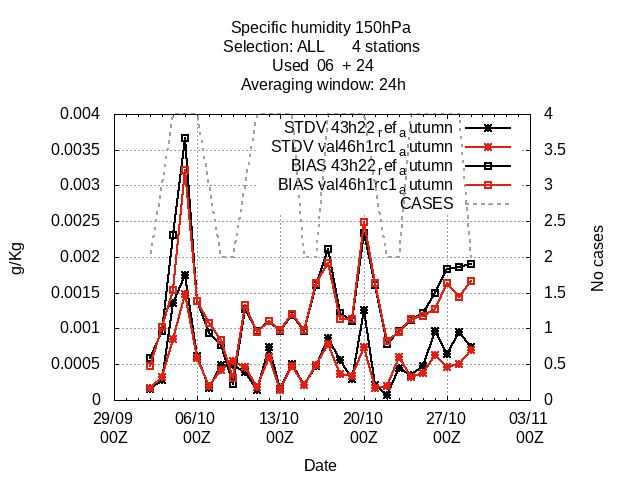 Specific humidity 150hPa
Selection: ALL 4 stations
Used 06 + 24
Averaging window: 24h
STDV 43h22_ref_autumn
STDV val46h1rc1_autumn
BIAS 43h22_ref_autumn
BIAS val46h1rc1_autumn
CASES
0.004
0.0035
0.003
0.0025
0.002
0.0015
0.001
0.0005
0
4
3.5
3
2.5
2
1.5
1
0.5
0
g/Kg
No cases
29/09 06/10 13/10 20/10 27/10 03/11
00Z 00Z 00Z 00Z 00Z 00Z
Date